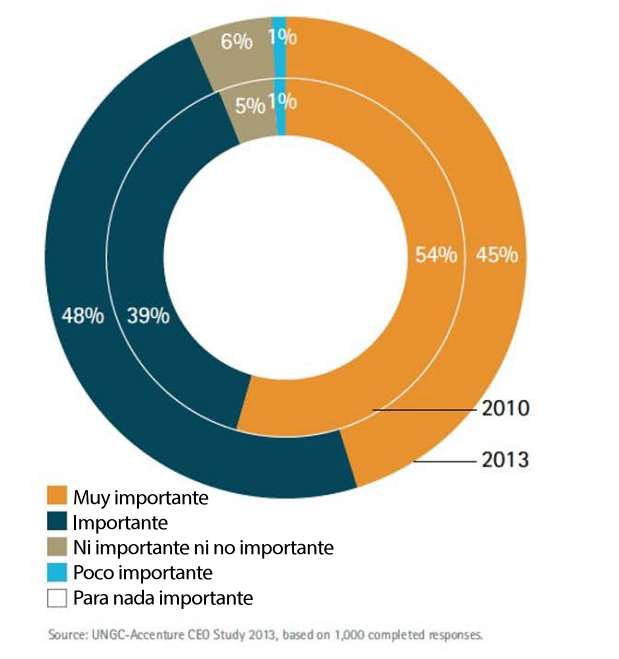 6% 1%
5% 1%
54% 45%
48% 39%
2010
2013
Muy importante
Importante
Ni importante ni no importante
Poco importante
Para nada importante
Source: UNGC-Accenture CEO Study 2013, based on 1,000 completed responses.